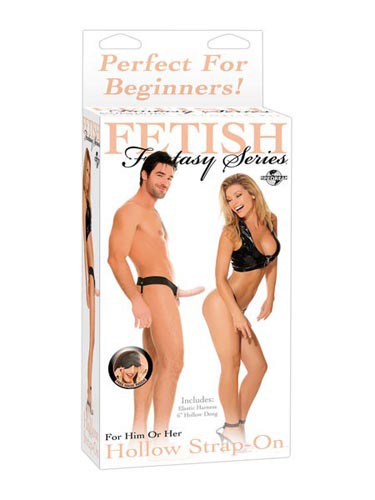 Perfect For
Beginners!
FETISH
Fantasy Series
Includes:
Elastic Harness
6" Hollow Dong
For Him Or Her
Hollow Strap-On